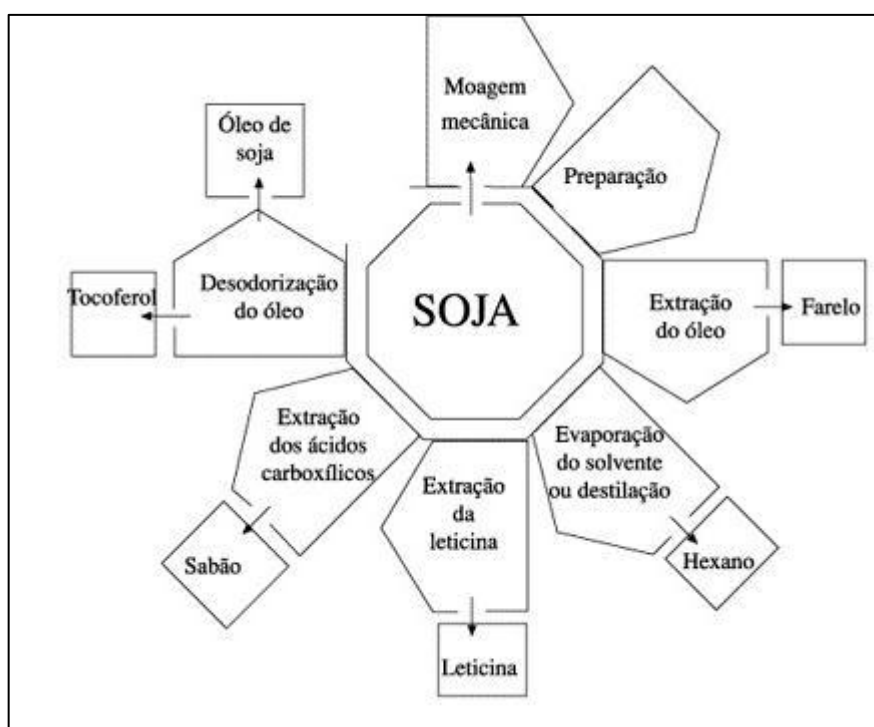 Moagem
mecânica
Preparação
Óleo de
soja
Tocoferol
Desodorização
do óleo
SOJA
Extração
do óleo
Farelo
Extração
dos ácidos
carboxílicos
Evaporação
do solvente
ou destilação
Extração
da
leticina
Sabão
Hexano
Leticina